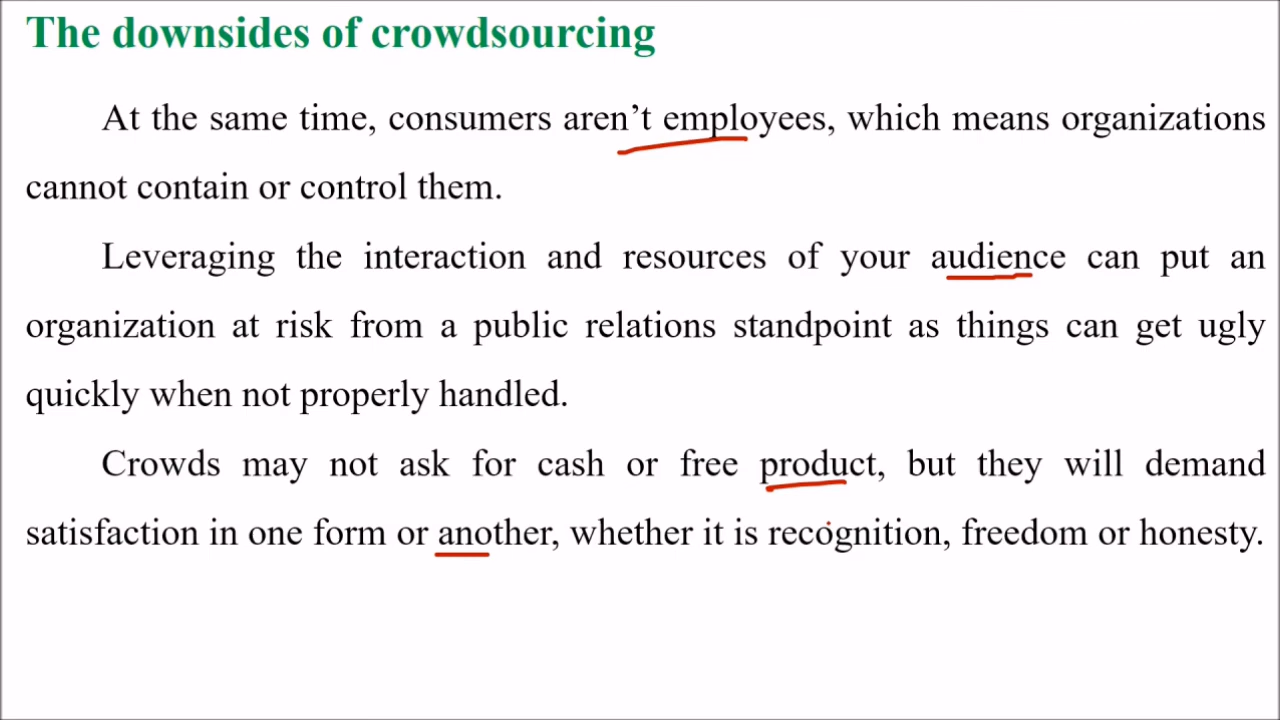 The downsides of crowdsourcing
At the same time, consumers aren’t employees, which means organizations
cannot contain or control them.
Leveraging the interaction and resources of your audience can put an
organization at risk from a public relations standpoint as things can get ugly
quickly when not properly handled.
Crowds may not ask for cash or free product, but they will demand
satisfaction in one form or another, whether it is recognition, freedom or honesty.